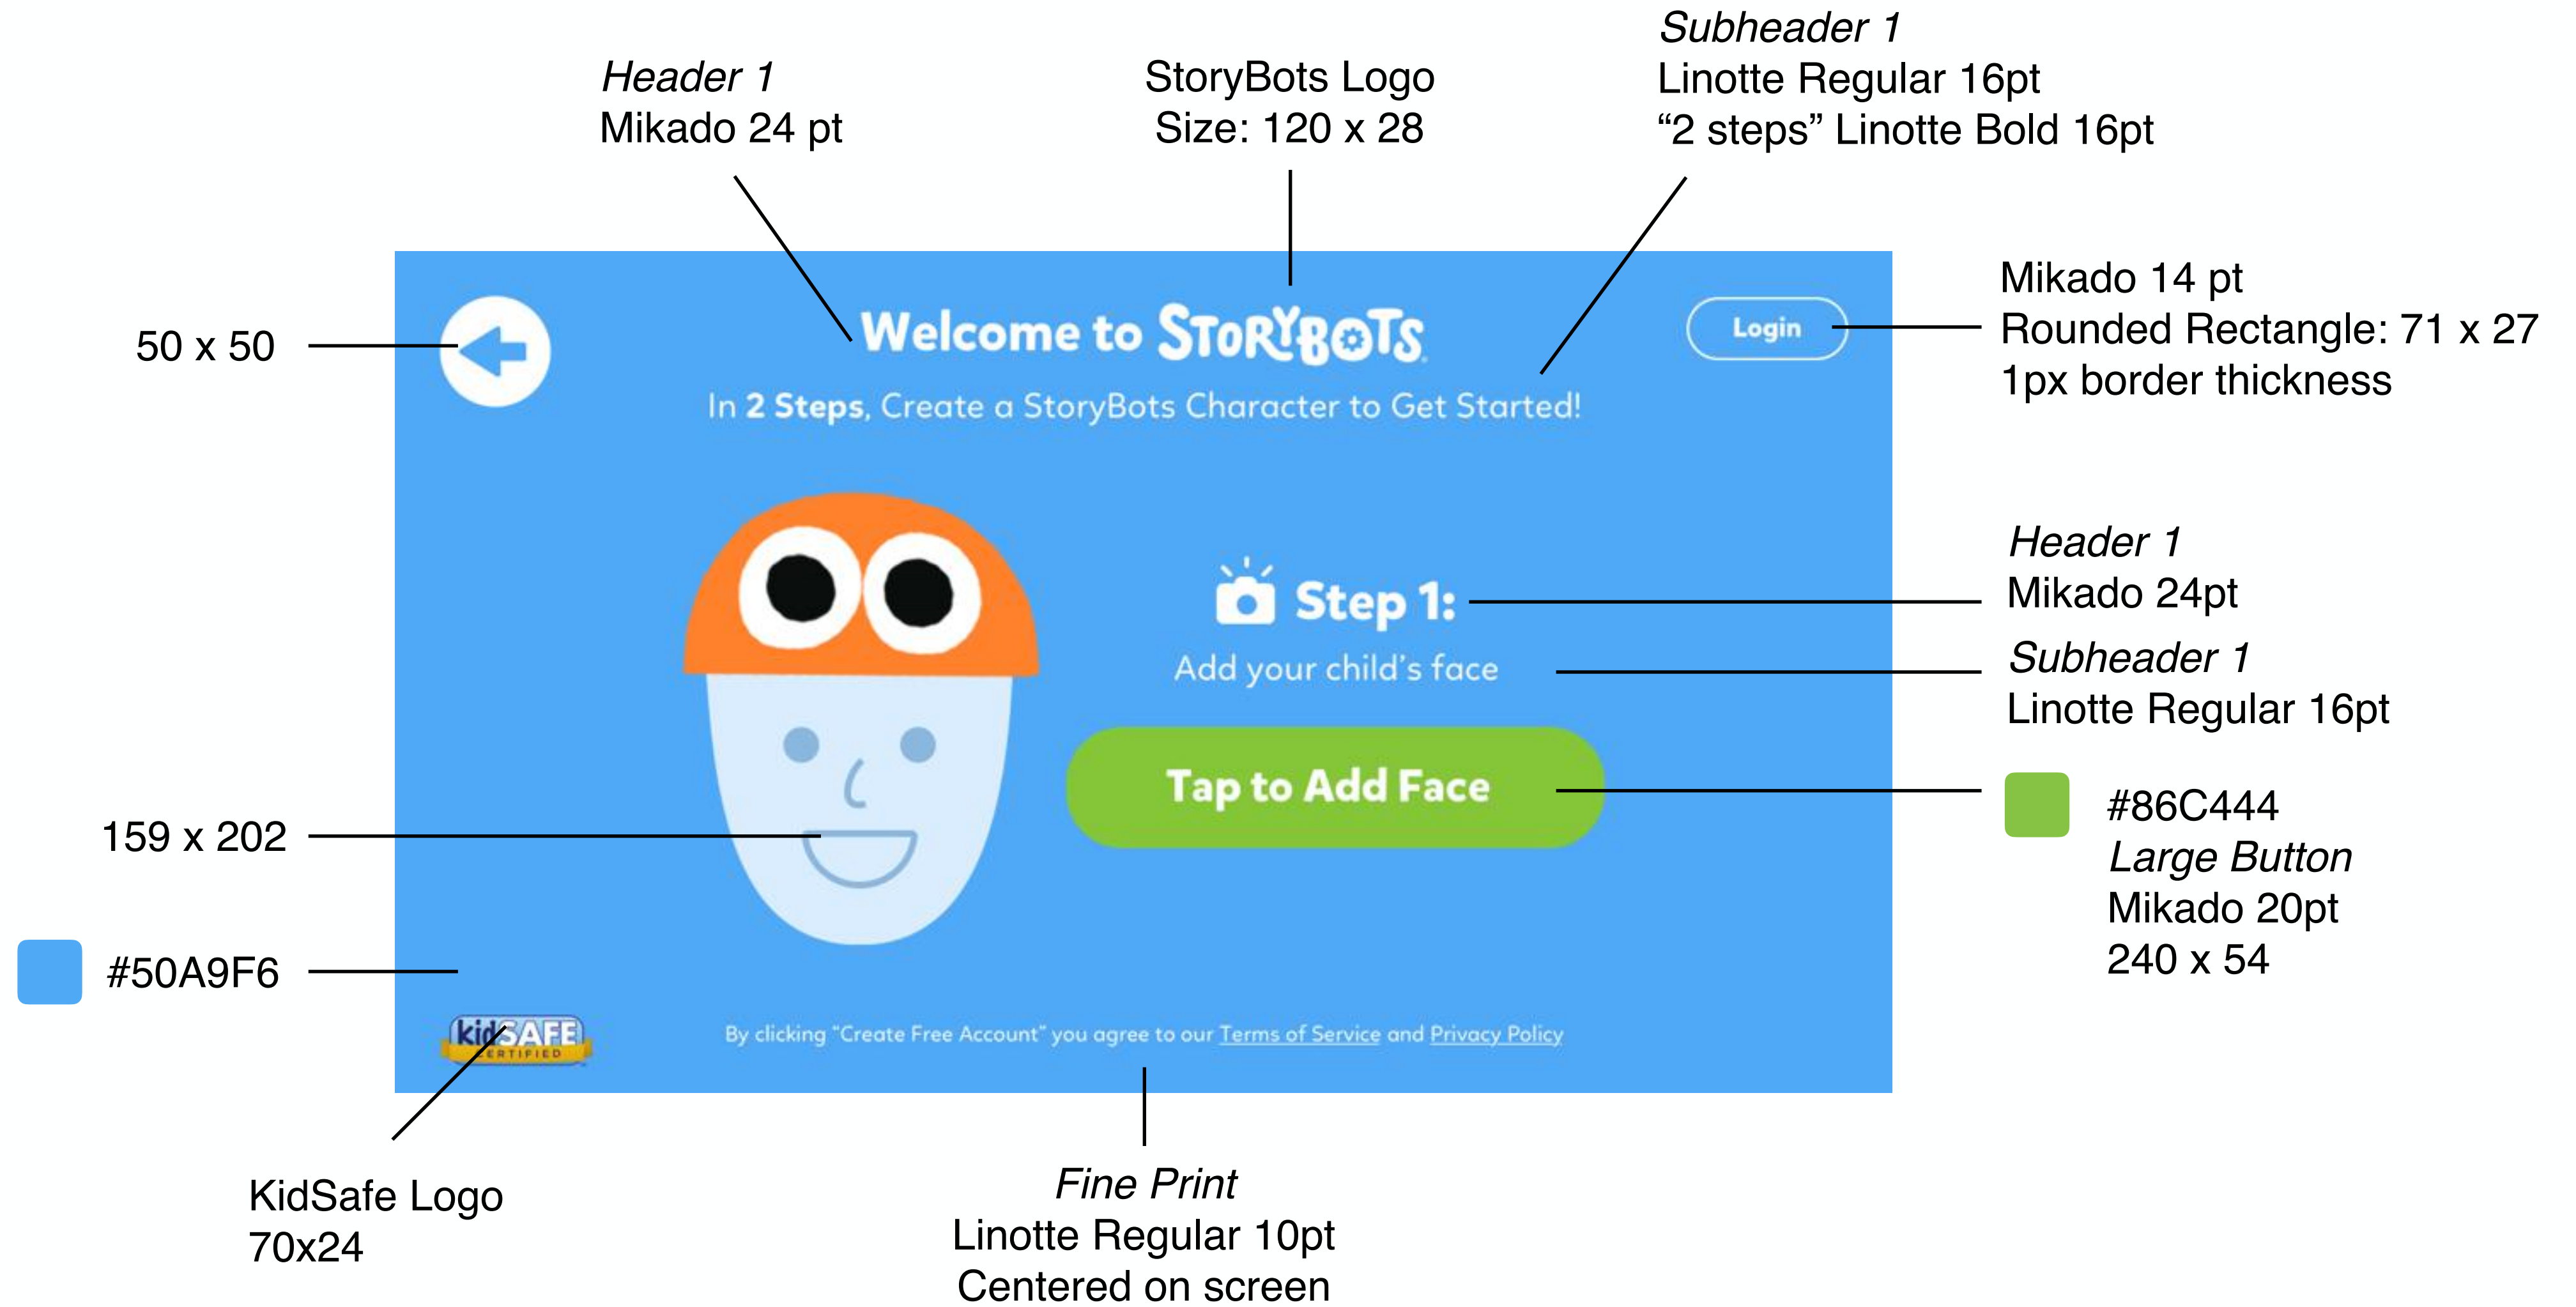 Subheader 1
Linotte Regular 16pt
“2 steps” Linotte Bold 16pt
Header 1
Mikado 24 pt
StoryBots Logo
Size: 120 x 28
Mikado 14 pt
Rounded Rectangle: 71 x 27
1px border thickness
50 x 50
Welcome to STORYBOTS
Login
In 2 Steps, Create a StoryBots Character to Get Started!
Header 1
Mikado 24pt
Step 1:
Subheader 1
Linotte Regular 16pt
Add your child’s face
Tap to Add Face
#86C444
Large Button
Mikado 20pt
240 x 54
159 x 202
#50A9F6
kidSAFE
CERTIFIED
By clicking “Create Free Account” you agree to our Terms of Service and Privacy Policy
KidSafe Logo
70x24
Fine Print
Linotte Regular 10pt
Centered on screen